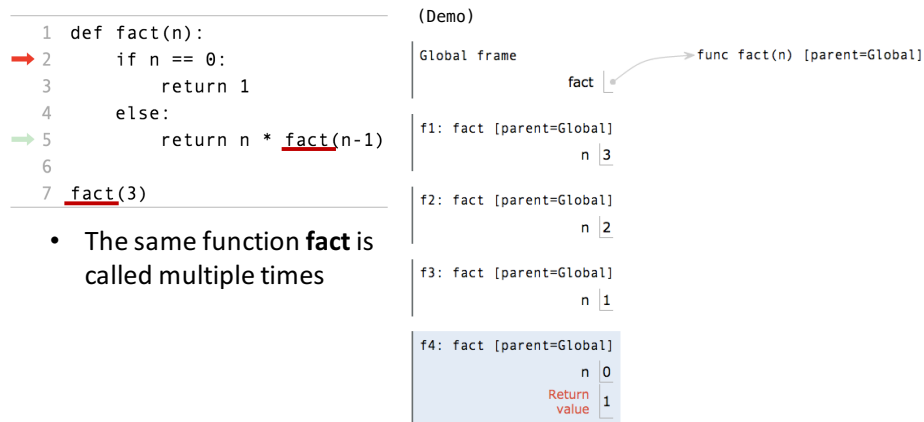 1 def fact(n):
2     if n == 0:
3         return 1
4     else:
5         return n * fact(n-1)
6
7 fact(3)
• The same function fact is
called multiple times
(Demo)
Global frame
fact
func fact(n) [parent=Global]
f1: fact [parent=Global]
n 3
f2: fact [parent=Global]
n 2
f3: fact [parent=Global]
n 1
f4: fact [parent=Global]
n 0
Return
value 1